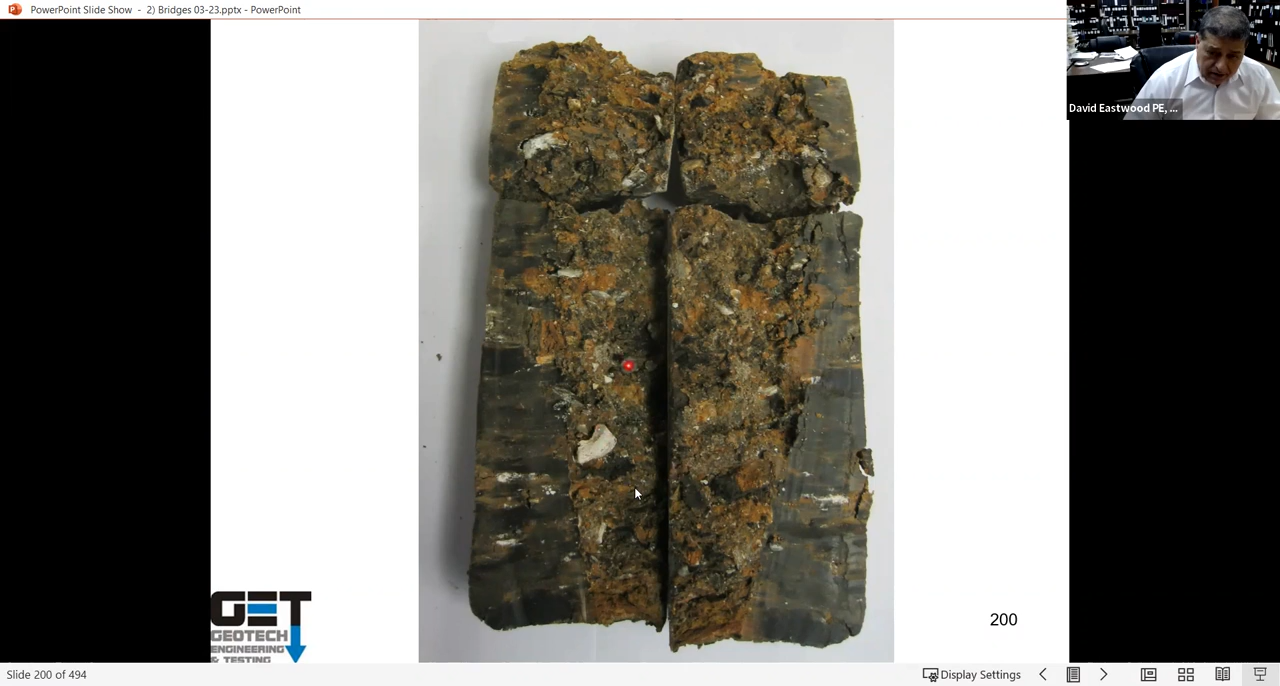 PowerPoint Slide Show - 2) Bridges 03-23.pptx - PowerPoint
David Eastwood PE, ...
GET
GEOTECH
ENGINEERING
& TESTING
200
Slide 200 of 494
Display Settings